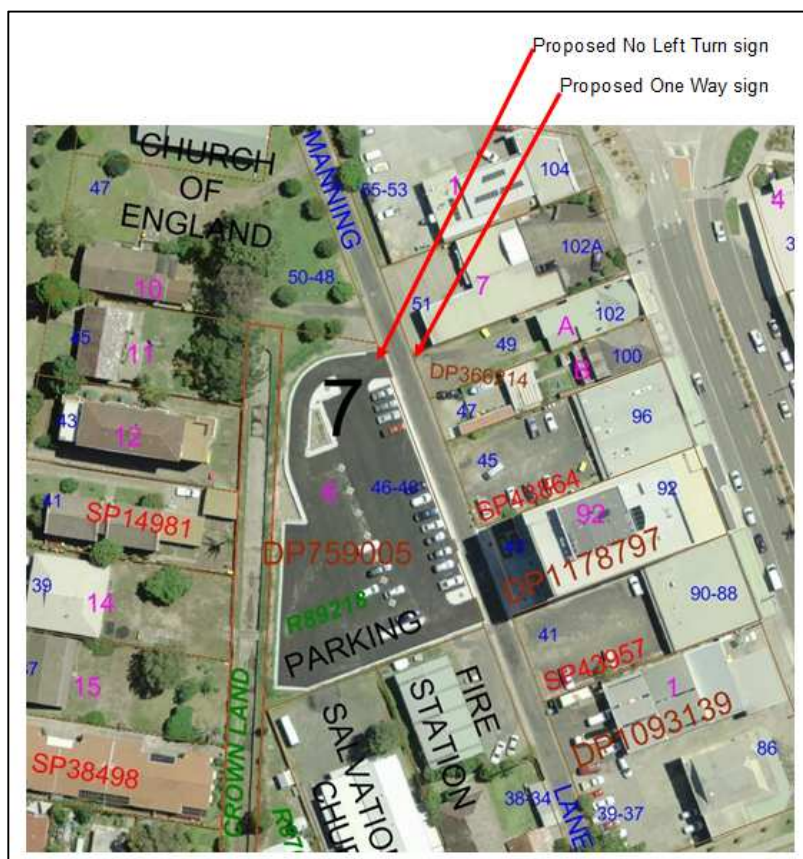 Proposed No Left Turn sign
Proposed One Way sign
CHURCH
OF
ENGLAND
MANNING
47
55-53
1
104
4
50-48
102A
10
51
7
102
A
45
11
49
100
DP366214
B
7
47
43
12
96
46-48
45
6
SP43864
92
41
SP14981
92
DP759005
DP1178797
39
14
R89218
90-88
PARKING
41
FIRE
STATION
SP43957
15
1
CROWN LAND
SALVATION
DP1093139
SP38498
86
38-34
LANE
39-37